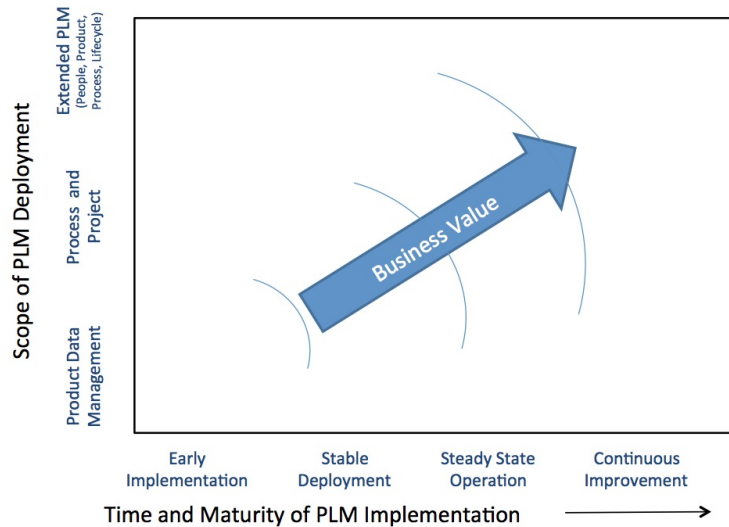 Scope of PLM Deployment
Extended PLM
(People, Product,
Process, Lifecycle)
Process and
Project
Product Data
Management
Business Value
Early
Implementation
Stable
Deployment
Steady State
Operation
Continuous
Improvement
Time and Maturity of PLM Implementation